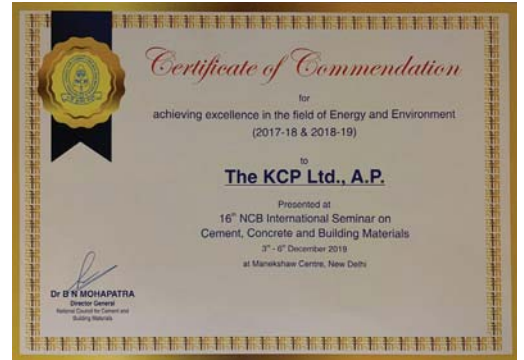 Certificate of Commendation
for
achieving excellence in the field of Energy and Environment
(2017-18 & 2018-19)
to
The KCP Ltd., A.P.
Presented at
16th NCB International Seminar on
Cement, Concrete and Building Materials
3rd - 6th December 2019
at Manekshaw Centre, New Delhi
Dr B N MOHAPATRA
Director General
National Council for Cement and
Building Materials